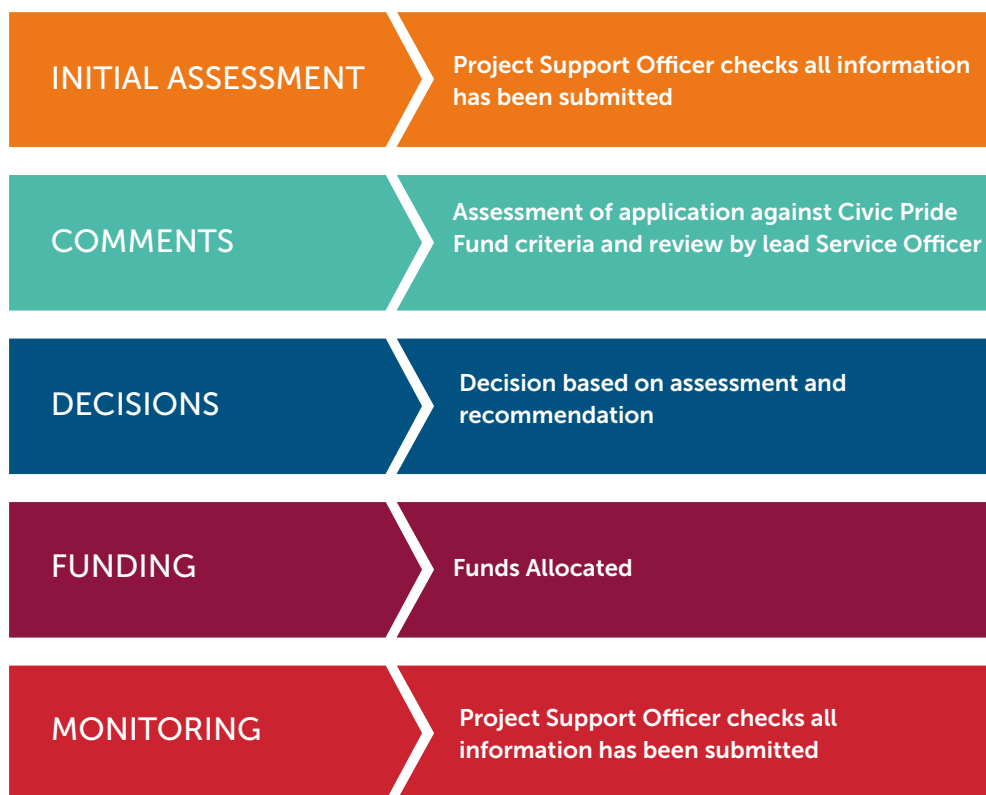 INITIAL ASSESSMENT
Project Support Officer checks all information
has been submitted
COMMENTS
Assessment of application against Civic Pride
Fund criteria and review by lead Service Officer
DECISIONS
Decision based on assessment and
recommendation
FUNDING
Funds Allocated
MONITORING
Project Support Officer checks all
information has been submitted